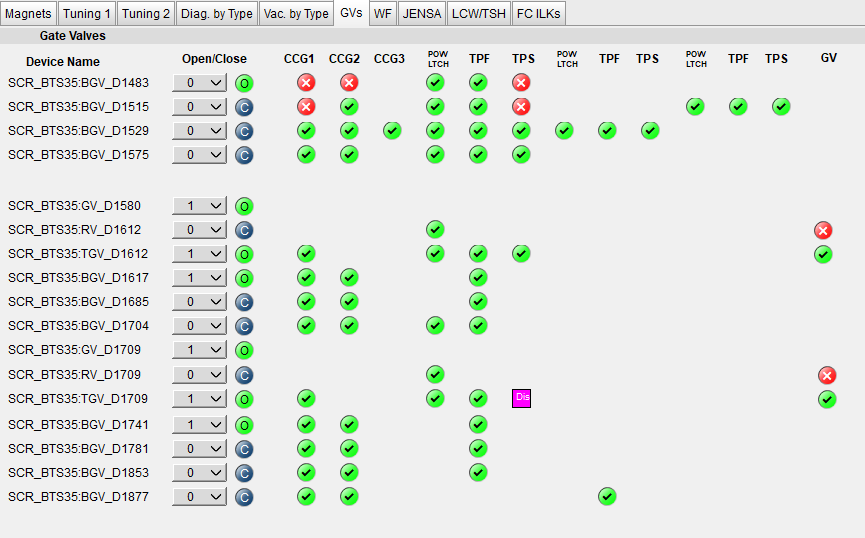 Magnets Tuning 1 Tuning 2 Diag. by Type Vac. by Type GVs WF JENSA LCW/TSH FC ILKs
Gate Valves
Device Name Open/Close CCG1 CCG2 CCG3 POW LTCH TPF TPS POW LTCH TPF TPS POW LTCH TPF TPS GV
SCR_BTS35:BGV_D1483 0 O
SCR_BTS35:BGV_D1515 0 C
SCR_BTS35:BGV_D1529 0 C
SCR_BTS35:BGV_D1575 0 C
SCR_BTS35:GV_D1580 1 O
SCR_BTS35:RV_D1612 0 C
SCR_BTS35:TGV_D1612 1 O
SCR_BTS35:BGV_D1617 1 O
SCR_BTS35:BGV_D1685 0 C
SCR_BTS35:BGV_D1704 0 C
SCR_BTS35:GV_D1709 1 O
SCR_BTS35:RV_D1709 0 C
SCR_BTS35:TGV_D1709 1 O Dis
SCR_BTS35:BGV_D1741 1 O
SCR_BTS35:BGV_D1781 0 C
SCR_BTS35:BGV_D1853 0 C
SCR_BTS35:BGV_D1877 0 C